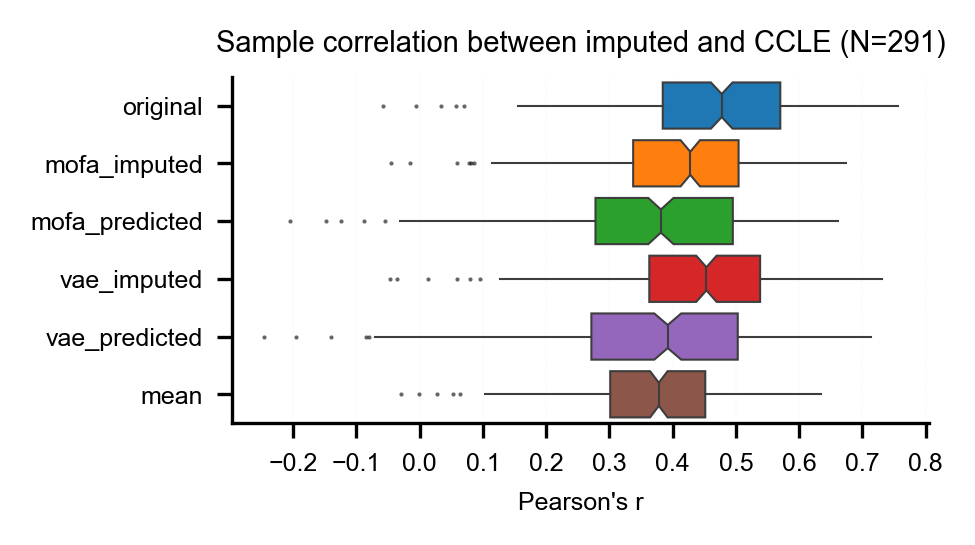 Sample correlation between imputed and CCLE (N=291)
original
mofa_imputed
mofa_predicted
vae_imputed
vae_predicted
mean
−0.2 −0.1 0.0 0.1 0.2 0.3 0.4 0.5 0.6 0.7 0.8
Pearson's r